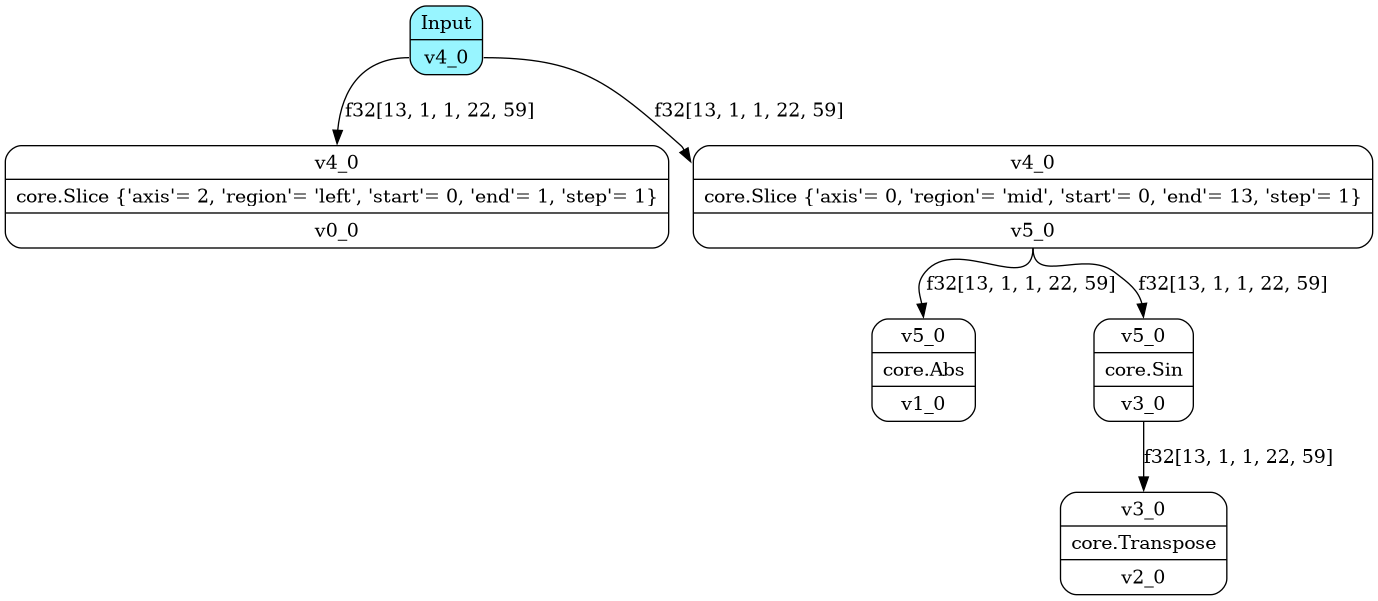 Input
v4_0
f32[13, 1, 1, 22, 59]
f32[13, 1, 1, 22, 59]
v4_0
core.Slice {'axis'= 2, 'region'= 'left', 'start'= 0, 'end'= 1, 'step'= 1}
v0_0
v4_0
core.Slice {'axis'= 0, 'region'= 'mid', 'start'= 0, 'end'= 13, 'step'= 1}
v5_0
f32[13, 1, 1, 22, 59]
f32[13, 1, 1, 22, 59]
v5_0
core.Abs
v1_0
v5_0
core.Sin
v3_0
f32[13, 1, 1, 22, 59]
v3_0
core.Transpose
v2_0